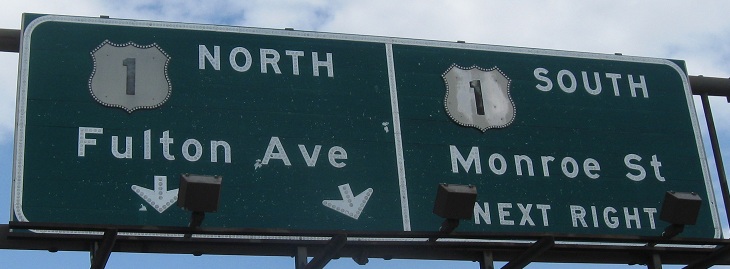 1 NORTH
Fulton Ave
1 SOUTH
Monroe St
NEXT RIGHT